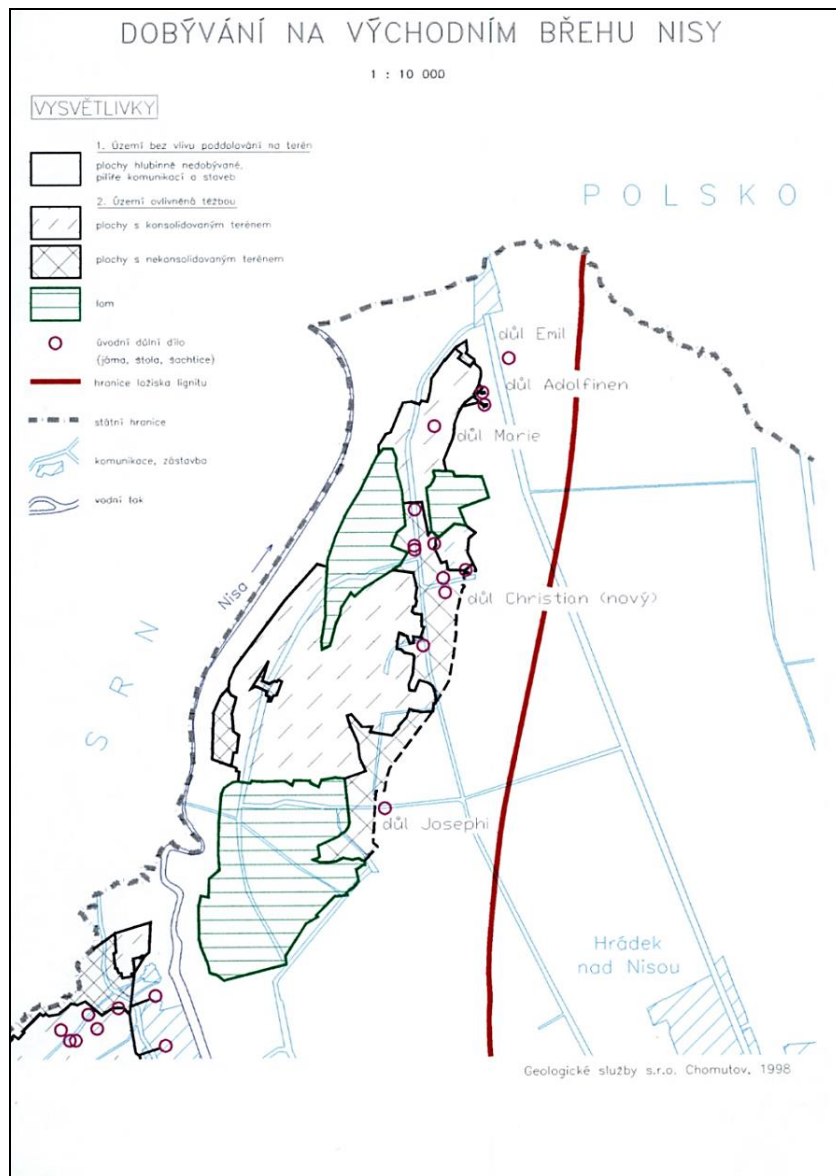 DOBÝVÁNÍ NA VÝCHODNÍM BŘEHU NISY
1 : 10 000
VYSVĚTLIVKY
1. Území bez vlivu poddolování na terén
plochy hlubinně nedobývané,
pilíře komunikací a staveb
2. Území ovlivněná těžbou
plochy s konsolidovaným terénem
plochy s nekonsolidovaným terénem
lom
úvodní důlní dílo
(jáma, štola, šachtice)
hranice ložiska lignitu
státní hranice
komunikace, zástavba
vodní tok
POLSKO
důl Emil
důl Adolfinen
důl Marie
Nisa
důl Christian (nový)
SRN
důl Josephi
Hrádek
nad Nisou
Geologické služby s.r.o. Chomutov, 1998